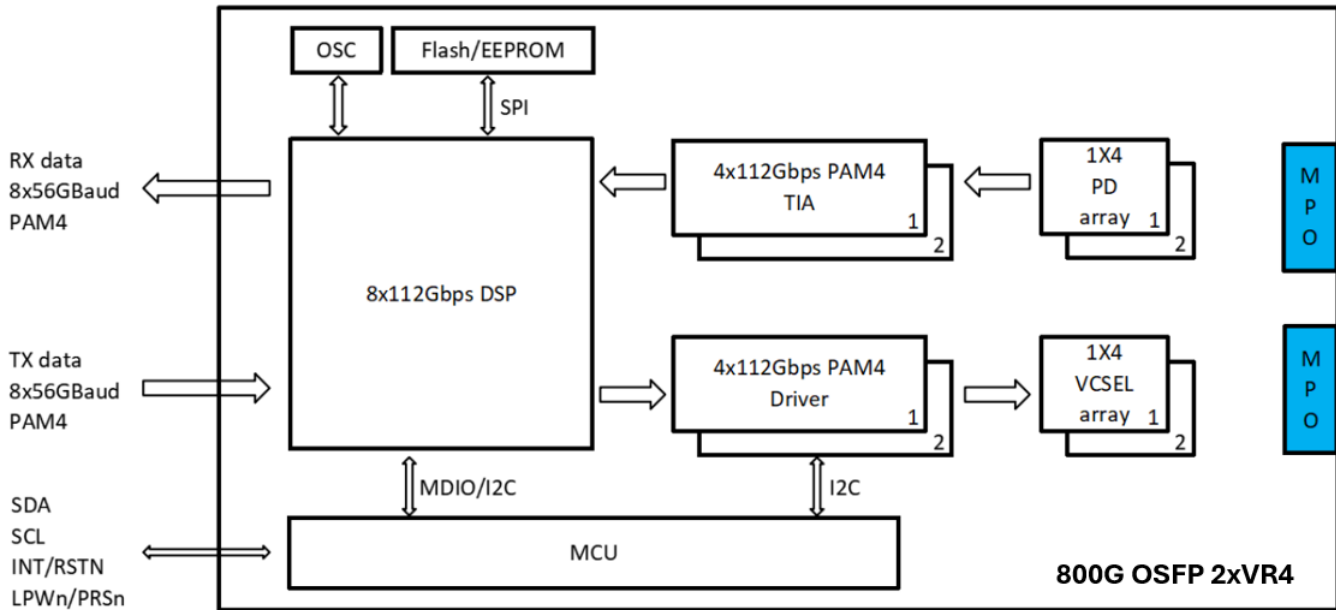 OSC
Flash/EEPROM
SPI
RX data
8x56GBaud
PAM4
4x112Gbps PAM4
TIA
1
2
1X4
PD
array 1
2
M
P
O
8x112Gbps DSP
TX data
8x56GBaud
PAM4
4x112Gbps PAM4
Driver
1
2
1X4
VCSEL
array 1
2
M
P
O
MDIO/I2C
I2C
SDA
SCL
INT/RSTN
LPWn/PRSn
MCU
800G OSFP 2xVR4